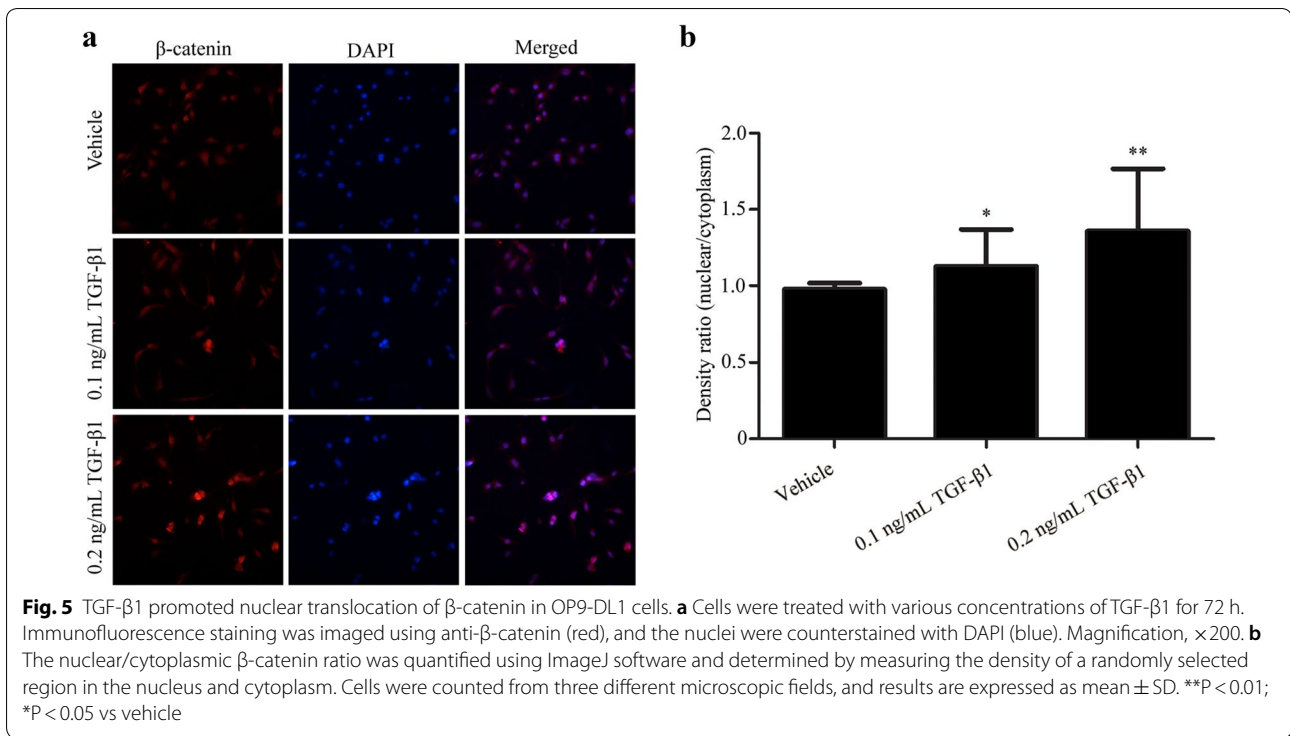 a
β-catenin DAPI Merged
Vehicle
0.1 ng/mL TGF-β1
0.2 ng/mL TGF-β1
b
Density ratio (nuclear/cytoplasm)
2.0
1.5
1.0
0.5
0
*
**
Vehicle
0.1 ng/mL TGF-β1
0.2 ng/mL TGF-β1
Fig. 5 TGF-β1 promoted nuclear translocation of β-catenin in OP9-DL1 cells. a Cells were treated with various concentrations of TGF-β1 for 72 h.
Immunofluorescence staining was imaged using anti-β-catenin (red), and the nuclei were counterstained with DAPI (blue). Magnification, ×200. b
The nuclear/cytoplasmic β-catenin ratio was quantified using ImageJ software and determined by measuring the density of a randomly selected
region in the nucleus and cytoplasm. Cells were counted from three different microscopic fields, and results are expressed as mean ± SD. **P < 0.01;
*P < 0.05 vs vehicle